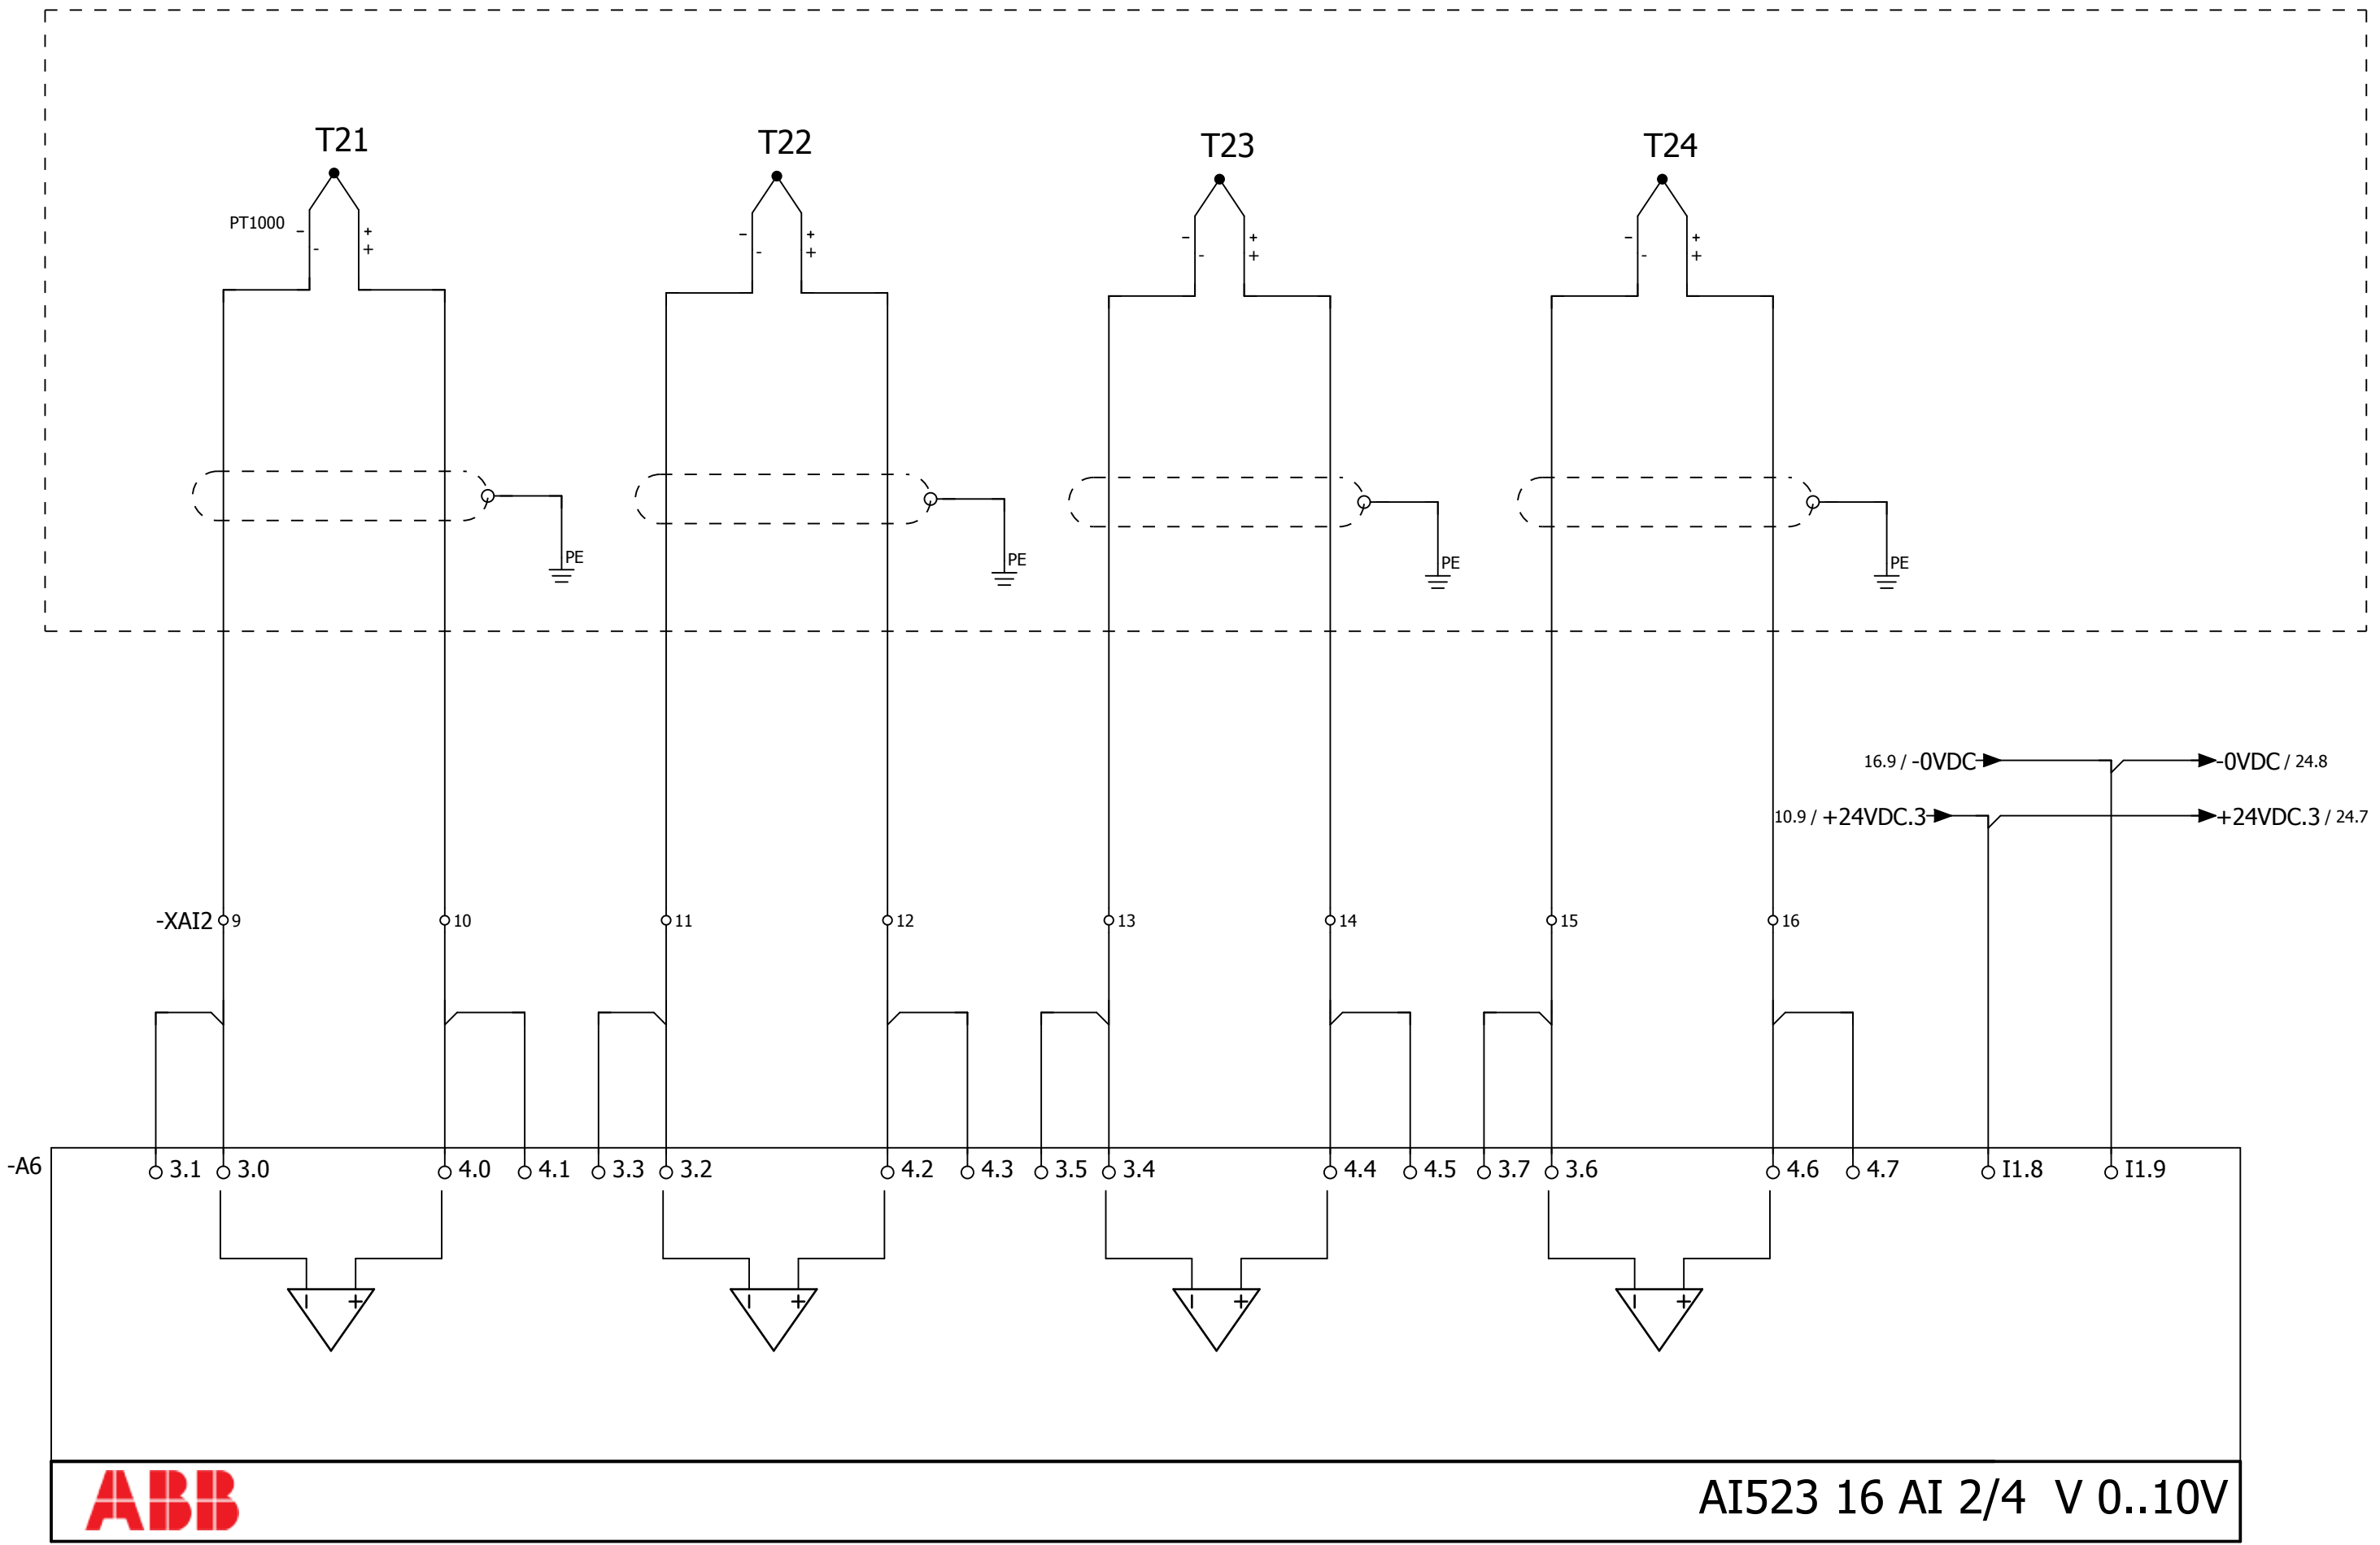 T21 T22 T23 T24
PT1000 - + - + - + - +
- + - + - + - +
PE PE PE PE
16.9 / -0VDC -0VDC / 24.8
10.9 / +24VDC.3 +24VDC.3 / 24.7
-XAI2 9 10 11 12 13 14 15 16
-A6 3.1 3.0 4.0 4.1 3.3 3.2 4.2 4.3 3.5 3.4 4.4 4.5 3.7 3.6 4.6 4.7 I1.8 I1.9
- + - + - + - +
ABB AI523 16 AI 2/4 V 0..10V